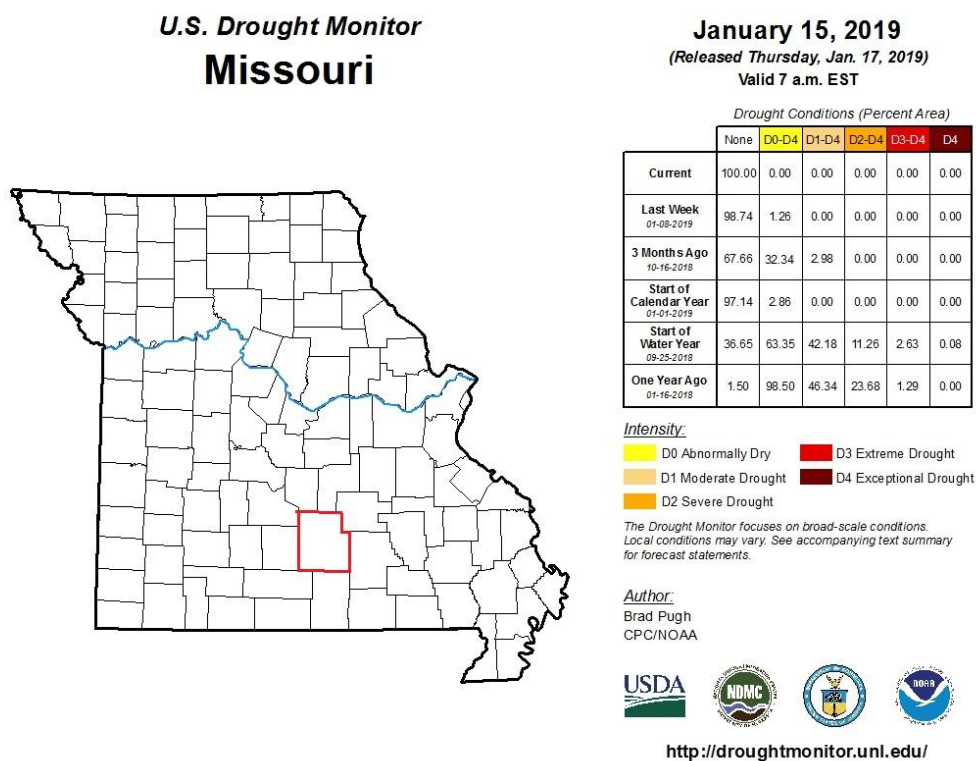 U.S. Drought Monitor
Missouri
January 15, 2019
(Released Thursday, Jan. 17, 2019)
Valid 7 a.m. EST
Drought Conditions (Percent Area)
None D0-D4 D1-D4 D2-D4 D3-D4 D4
Current 100.00 0.00 0.00 0.00 0.00 0.00
Last Week
01-08-2019
98.74 1.26 0.00 0.00 0.00 0.00
3 Months Ago
10-16-2018
67.66 32.34 2.98 0.00 0.00 0.00
Start of
Calendar Year
01-01-2019
97.14 2.86 0.00 0.00 0.00 0.00
Start of
Water Year
09-25-2018
36.65 63.35 42.18 11.26 2.63 0.08
One Year Ago
01-16-2018
1.50 98.50 46.34 23.68 1.29 0.00
Intensity:
D0 Abnormally Dry
D1 Moderate Drought
D2 Severe Drought
D3 Extreme Drought
D4 Exceptional Drought
The Drought Monitor focuses on broad-scale conditions.
Local conditions may vary. See accompanying text summary
for forecast statements.
Author:
Brad Pugh
CPC/NOAA
USDA
NDMC
NOAA
http://droughtmonitor.unl.edu/